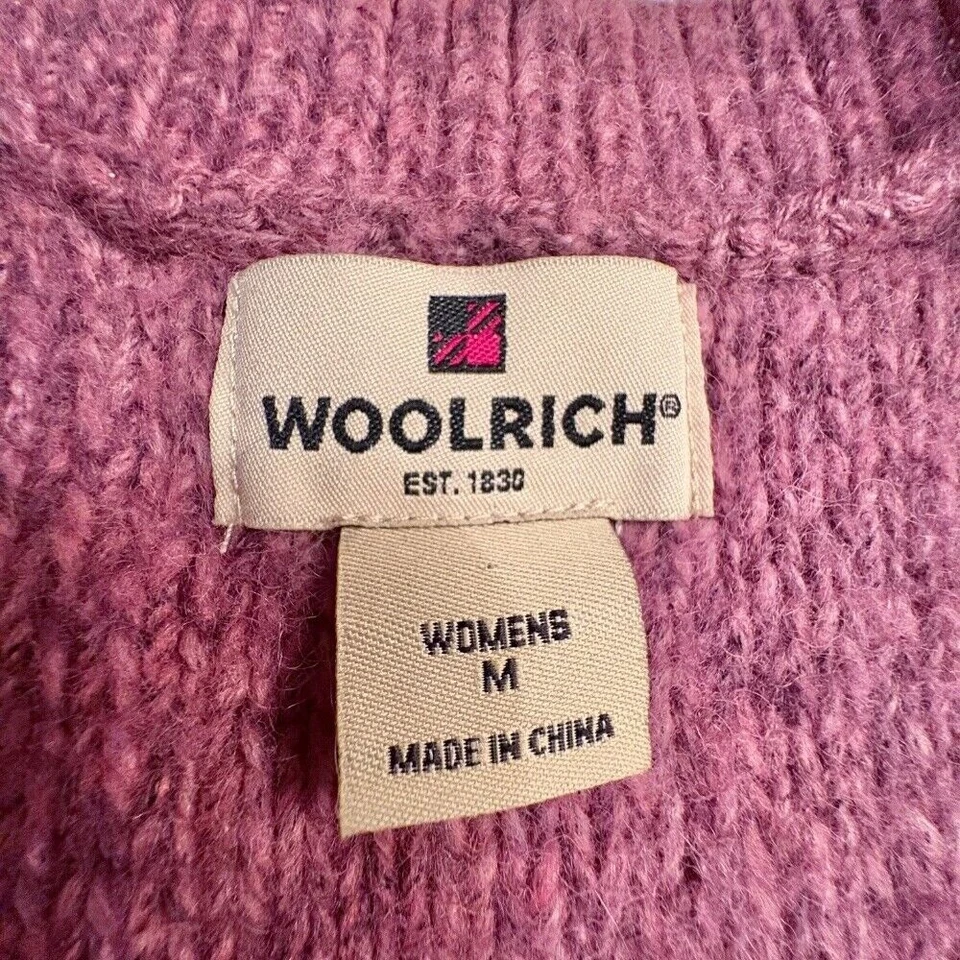 WOOLRICH®
EST. 1830
WOMENS
M
MADE IN CHINA